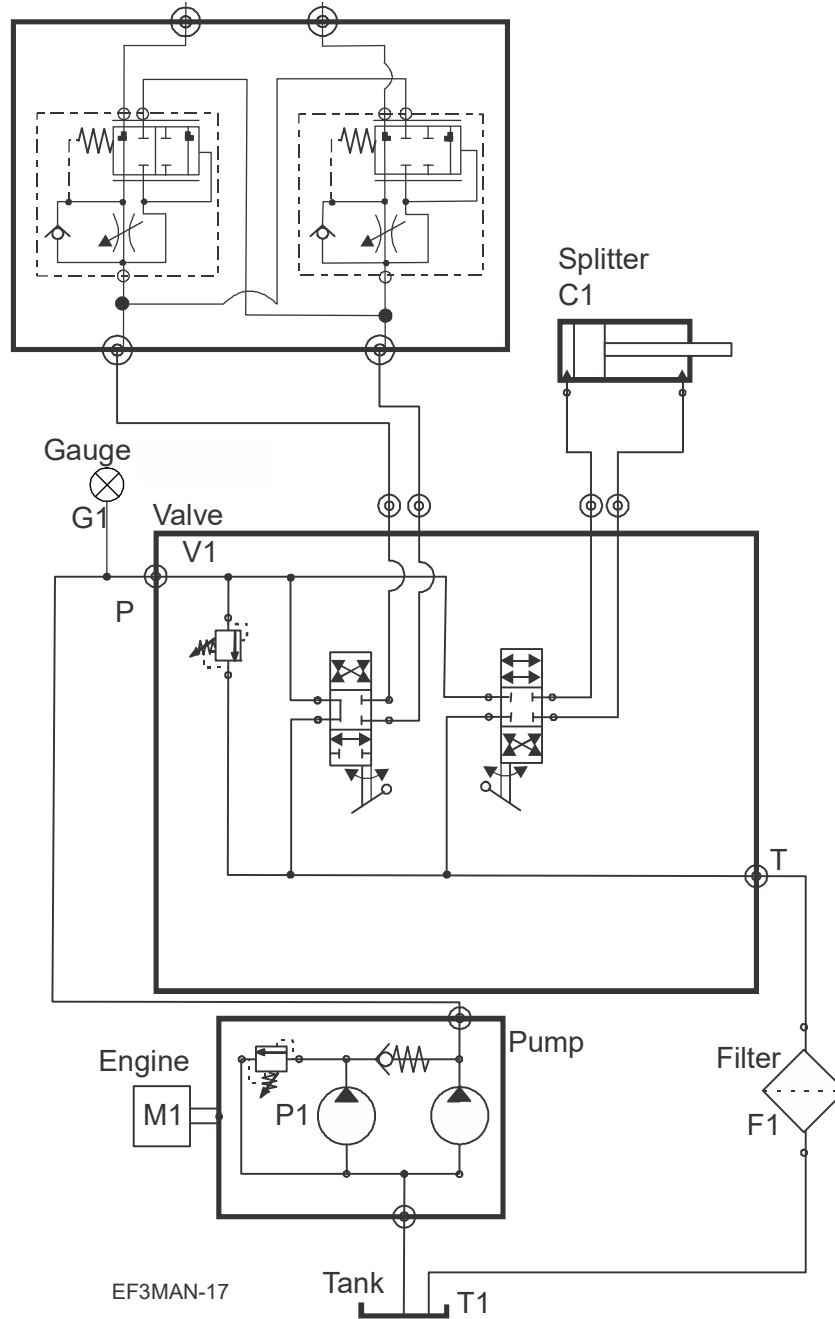 Splitter
C1
Gauge
G1
Valve
V1
P
T
Pump
Engine
M1
P1
Filter
F1
EF3MAN-17
Tank
T1